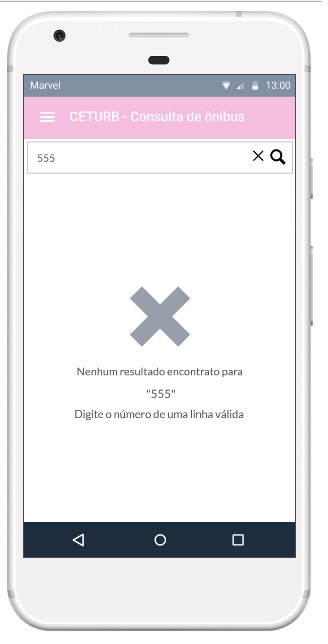 Marvel 13:00
CETURB - Consulta de ônibus
555
Nenhum resultado encontrato para
"555"
Digite o número de uma linha válida